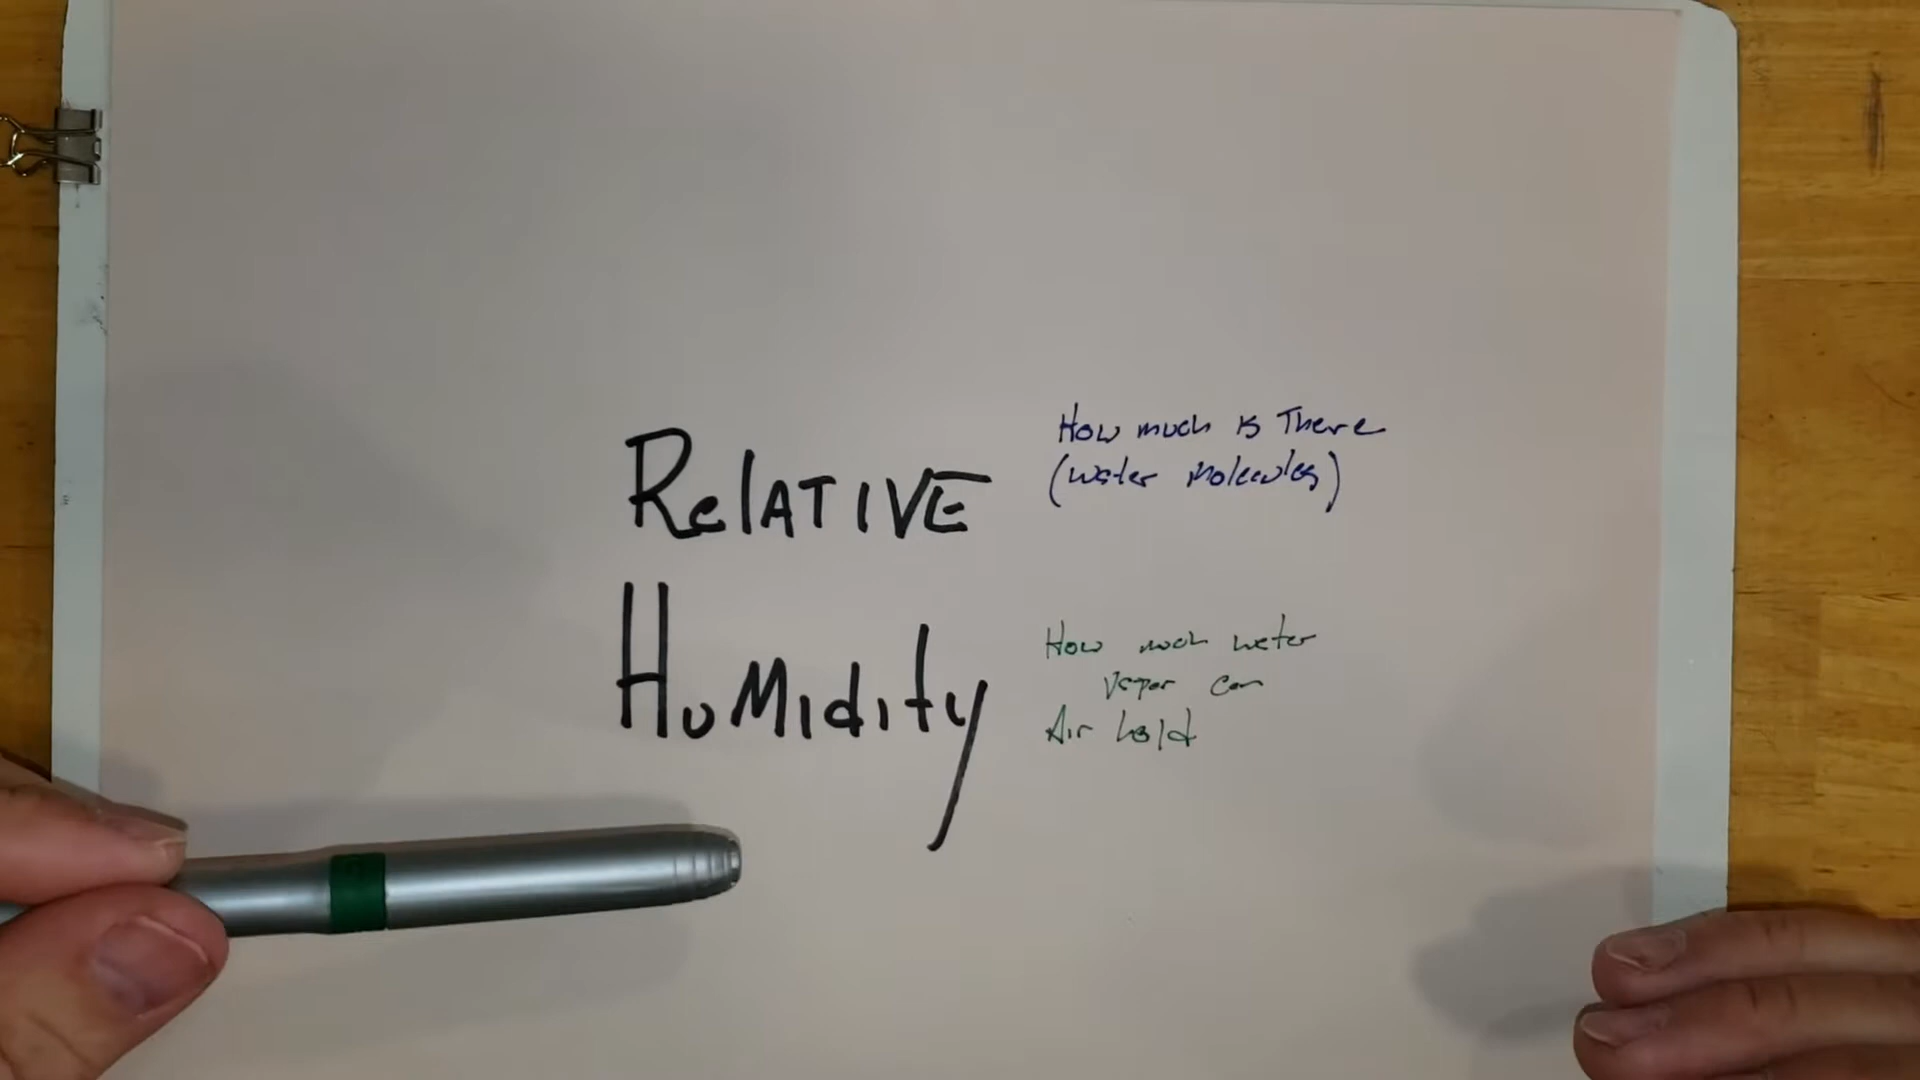 RelATIVE
HuMidity
How much is There
(water Molecules)
How much water
Vapor can
Air hold